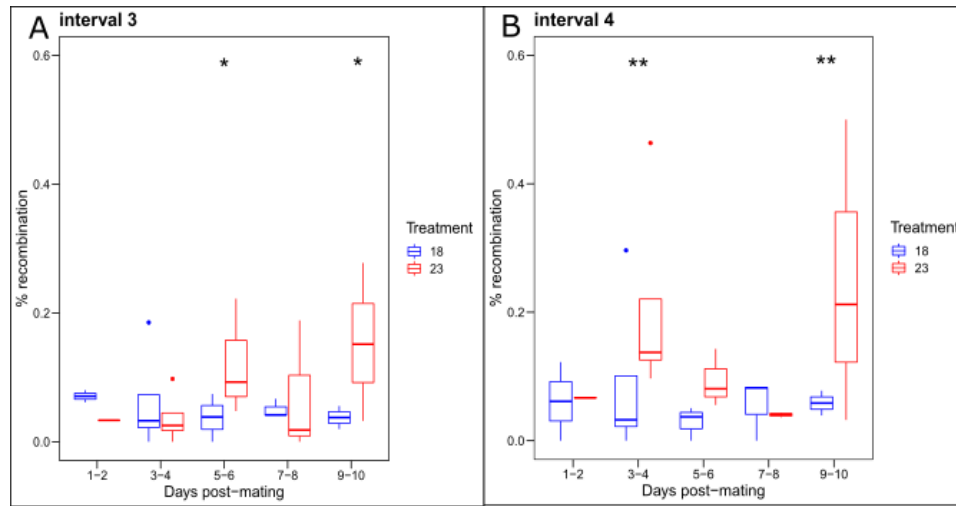 A interval 3
0.6
0.4
0.2
0.0
% recombination
* *
1−2 3−4 5−6 7−8 9−10
Days post−mating
Treatment
18
23
B interval 4
0.6
0.4
0.2
0.0
% recombination
** **
1−2 3−4 5−6 7−8 9−10
Days post−mating
Treatment
18
23